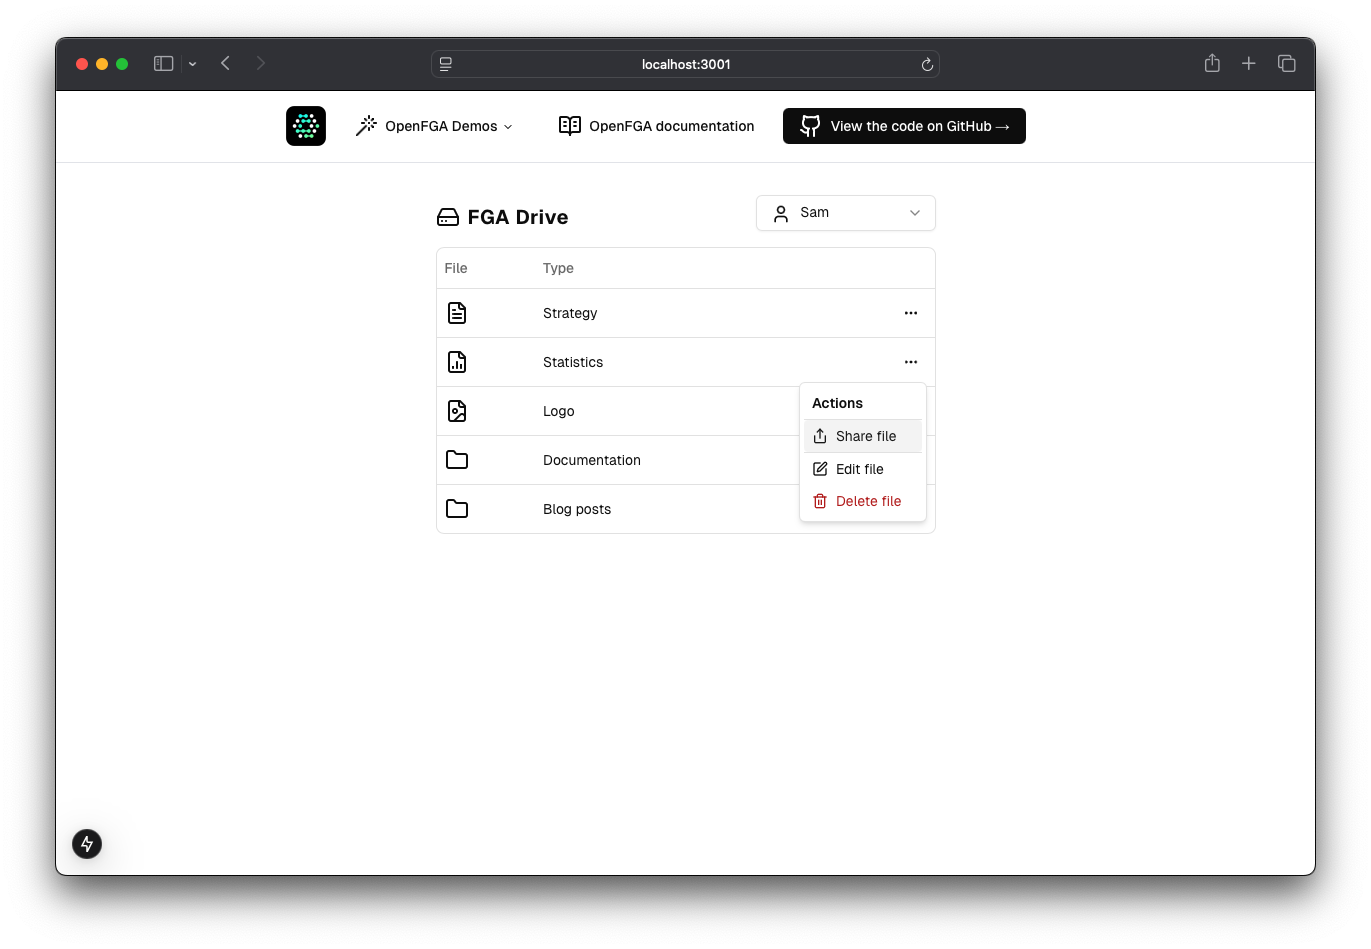 localhost:3001
OpenFGA Demos
OpenFGA documentation
View the code on GitHub →
FGA Drive
Sam
File Type
Strategy
Statistics
Logo
Documentation
Blog posts
Actions
Share file
Edit file
Delete file